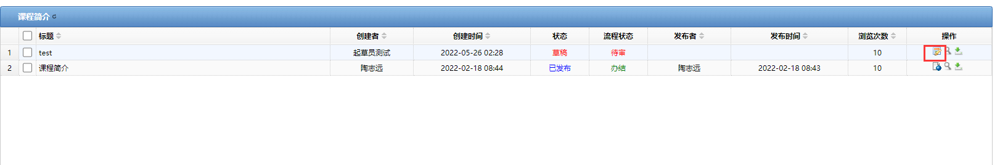 课程简介
标题 创建者 创建时间 状态 流程状态 发布者 发布时间 浏览次数 操作
1 test 起草员测试 2022-05-26 02:28 草稿 待审 10
2 课程简介 陶志远 2022-02-18 08:44 已发布 办结 陶志远 2022-02-18 08:43 10